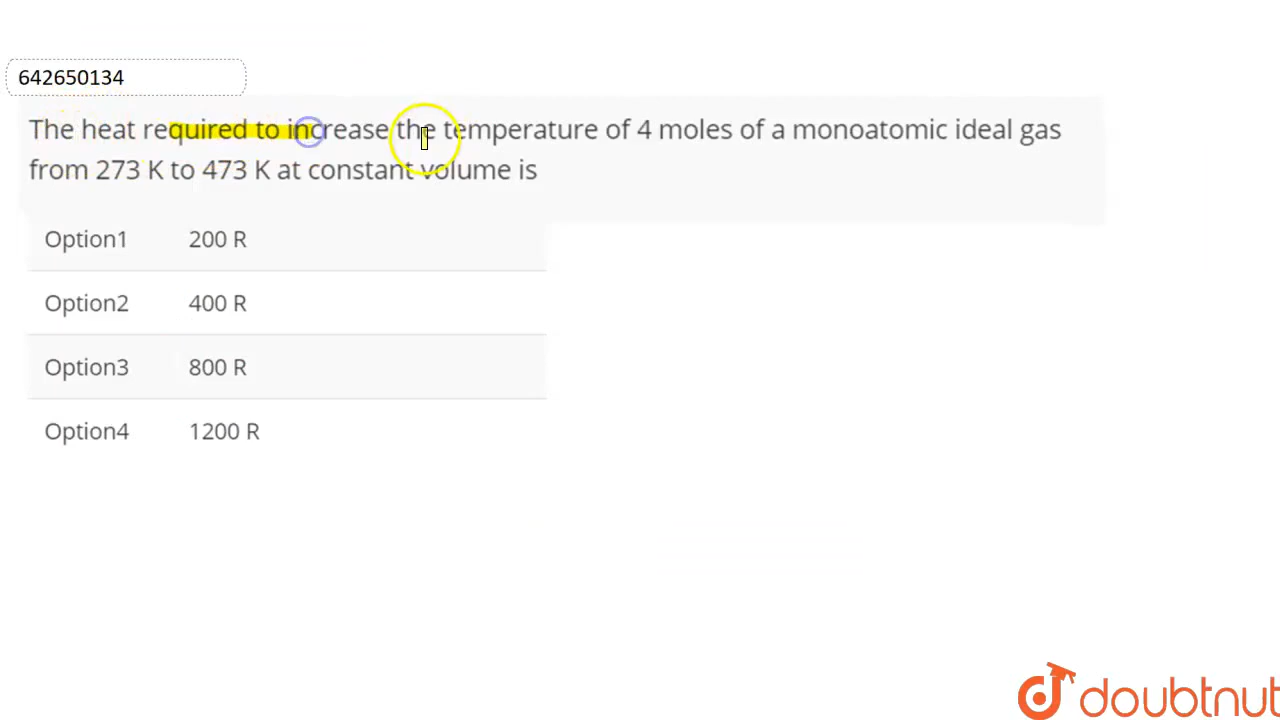 642650134
The heat required to increase the temperature of 4 moles of a monoatomic ideal gas
from 273 K to 473 K at constant volume is
Option1 200 R
Option2 400 R
Option3 800 R
Option4 1200 R
doubtnut